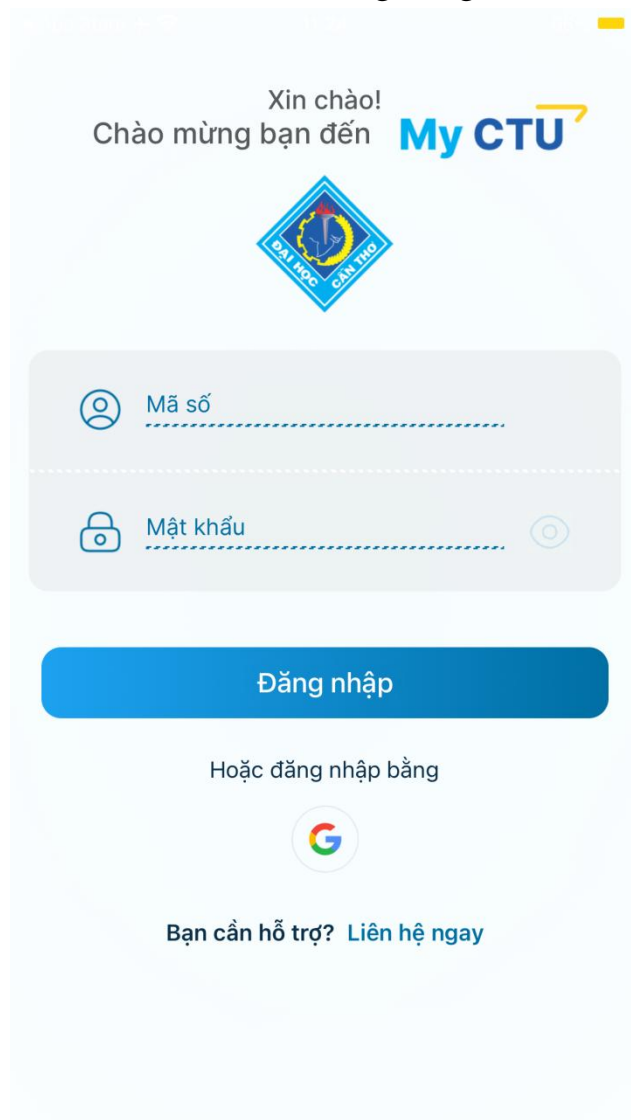 Xin chào!
Chào mừng bạn đến My CTU
ĐẠI HỌC CẦN THƠ
Mã số
Mật khẩu
Đăng nhập
Hoặc đăng nhập bằng
G
Bạn cần hỗ trợ? Liên hệ ngay